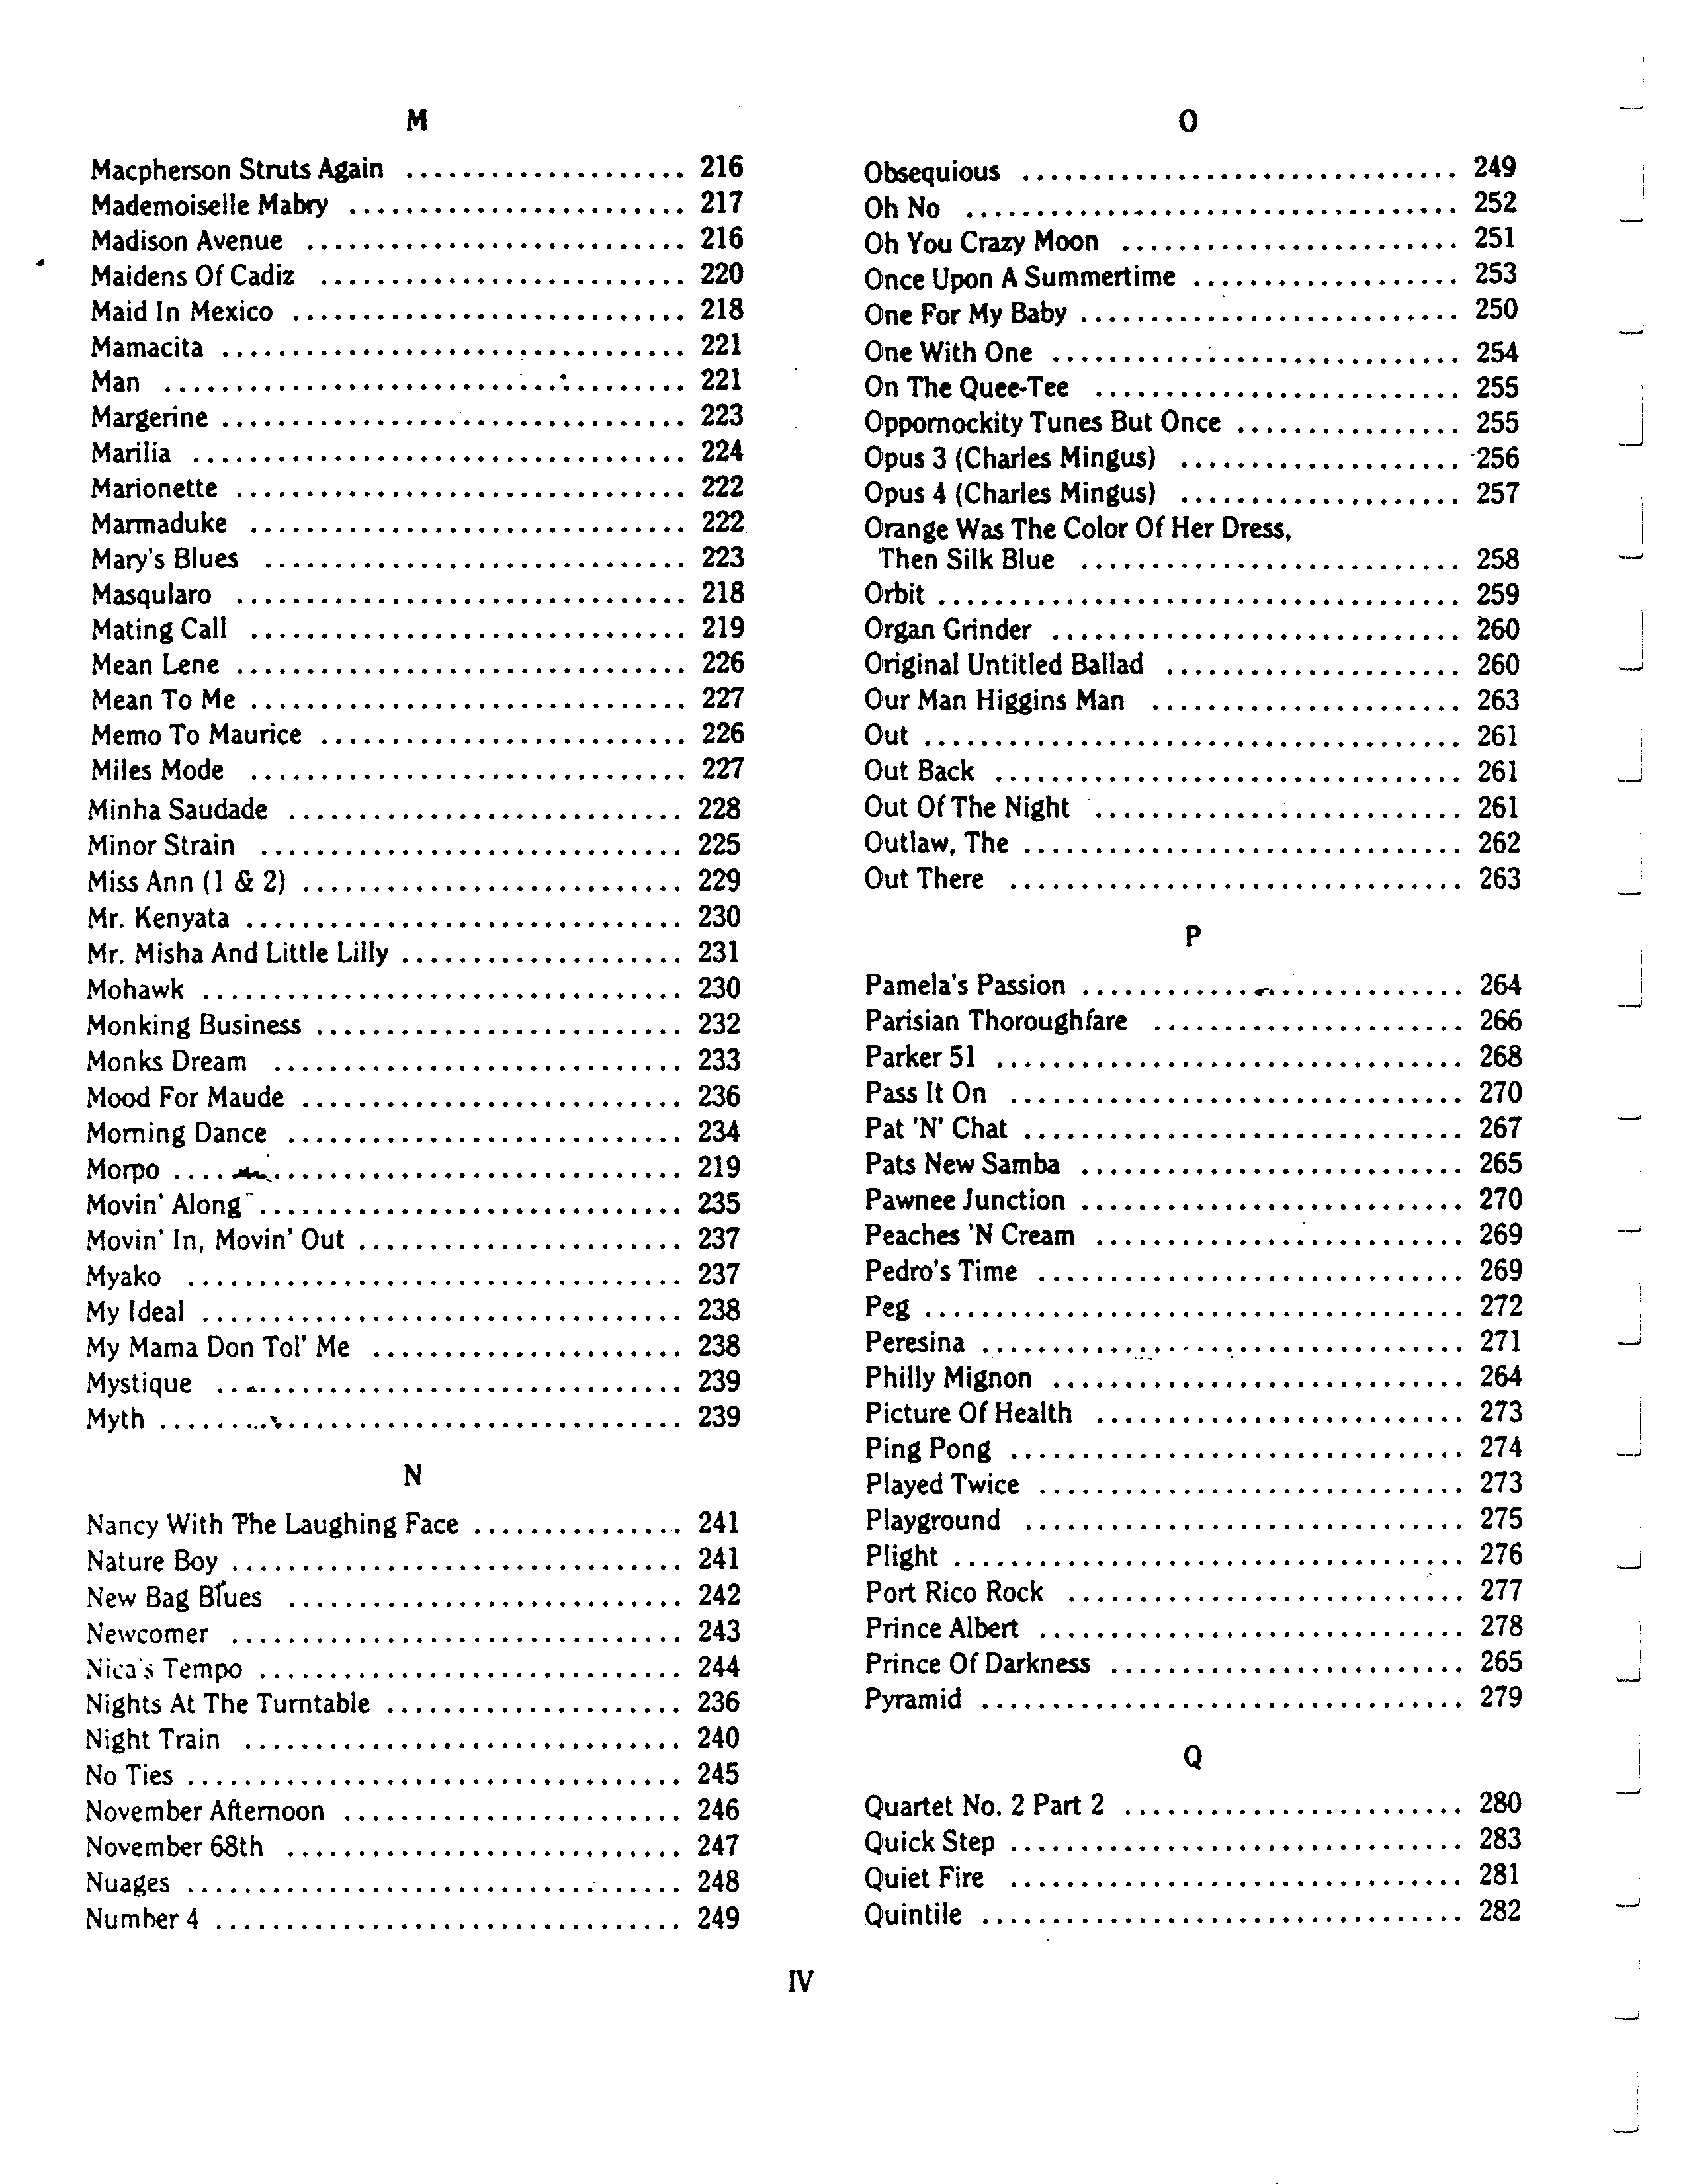 M
Macpherson Struts Again .................... 216
Mademoiselle Mabry ........................ 217
Madison Avenue ........................... 216
Maidens Of Cadiz .......................... 220
Maid In Mexico ............................ 218
Mamacita ................................. 221
Man ..................................... 221
Margerine ................................. 223
Marilia ................................... 224
Marionette ................................ 222
Marmaduke ............................... 222
Mary's Blues .............................. 223
Masqularo ................................ 218
Mating Call ............................... 219
Mean Lene ................................ 226
Mean To Me ............................... 227
Memo To Maurice .......................... 226
Miles Mode ............................... 227
Minha Saudade ............................ 228
Minor Strain .............................. 225
Miss Ann (1 & 2) ........................... 229
Mr. Kenyata ............................... 230
Mr. Misha And Little Lilly .................... 231
Mohawk .................................. 230
Monking Business .......................... 232
Monks Dream ............................. 233
Mood For Maude ........................... 236
Morning Dance ............................ 234
Morpo .................................... 219
Movin' Along .............................. 235
Movin' In, Movin' Out ....................... 237
Myako ................................... 237
My Ideal .................................. 238
My Mama Don Tol' Me ...................... 238
Mystique ................................. 239
Myth ..................................... 239
N
Nancy With The Laughing Face ............... 241
Nature Boy ................................ 241
New Bag Blues ............................ 242
Newcomer ................................ 243
Nica's Tempo .............................. 244
Nights At The Turntable ..................... 236
Night Train ............................... 240
No Ties ................................... 245
November Afternoon ........................ 246
November 68th ............................ 247
Nuages ................................... 248
Number 4 ................................. 249
O
Obsequious ............................... 249
Oh No ................................... 252
Oh You Crazy Moon ........................ 251
Once Upon A Summertime ................... 253
One For My Baby ........................... 250
One With One ............................. 254
On The Quee-Tee .......................... 255
Oppornockity Tunes But Once ................ 255
Opus 3 (Charles Mingus) .................... 256
Opus 4 (Charles Mingus) .................... 257
Orange Was The Color Of Her Dress,
Then Silk Blue ........................... 258
Orbit ..................................... 259
Organ Grinder ............................. 260
Original Untitled Ballad ..................... 260
Our Man Higgins Man ...................... 263
Out ...................................... 261
Out Back ................................. 261
Out Of The Night .......................... 261
Outlaw, The ............................... 262
Out There ................................ 263
P
Pamela's Passion ........................... 264
Parisian Thoroughfare ...................... 266
Parker 51 ................................. 268
Pass It On ................................ 270
Pat 'N' Chat ............................... 267
Pats New Samba ........................... 265
Pawnee Junction ........................... 270
Peaches 'N Cream .......................... 269
Pedro's Time .............................. 269
Peg ...................................... 272
Peresina .................................. 271
Philly Mignon ............................. 264
Picture Of Health .......................... 273
Ping Pong ................................ 274
Played Twice .............................. 273
Playground ............................... 275
Plight .................................... 276
Port Rico Rock ............................ 277
Prince Albert .............................. 278
Prince Of Darkness ......................... 265
Pyramid .................................. 279
Q
Quartet No. 2 Part 2 ........................ 280
Quick Step ................................ 283
Quiet Fire ................................ 281
Quintile .................................. 282
IV